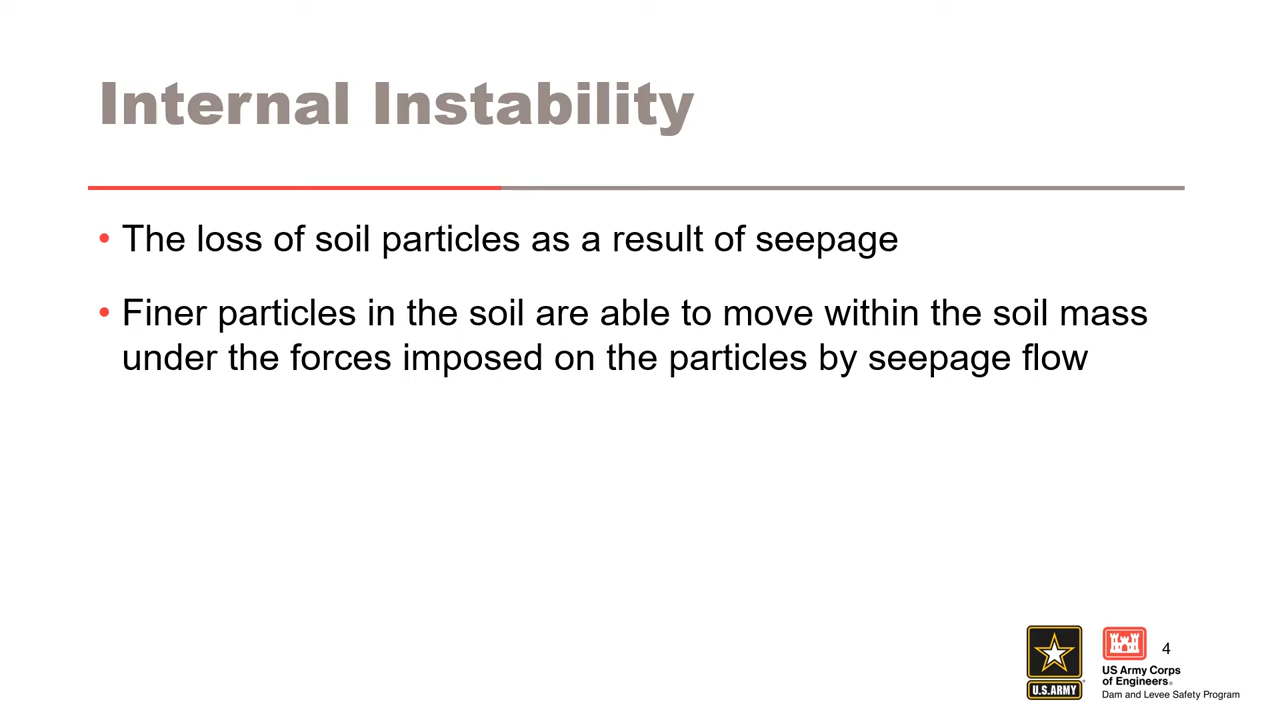 Internal Instability
• The loss of soil particles as a result of seepage
• Finer particles in the soil are able to move within the soil mass
under the forces imposed on the particles by seepage flow
4
U.S.ARMY
US Army Corps
of Engineers®
Dam and Levee Safety Program